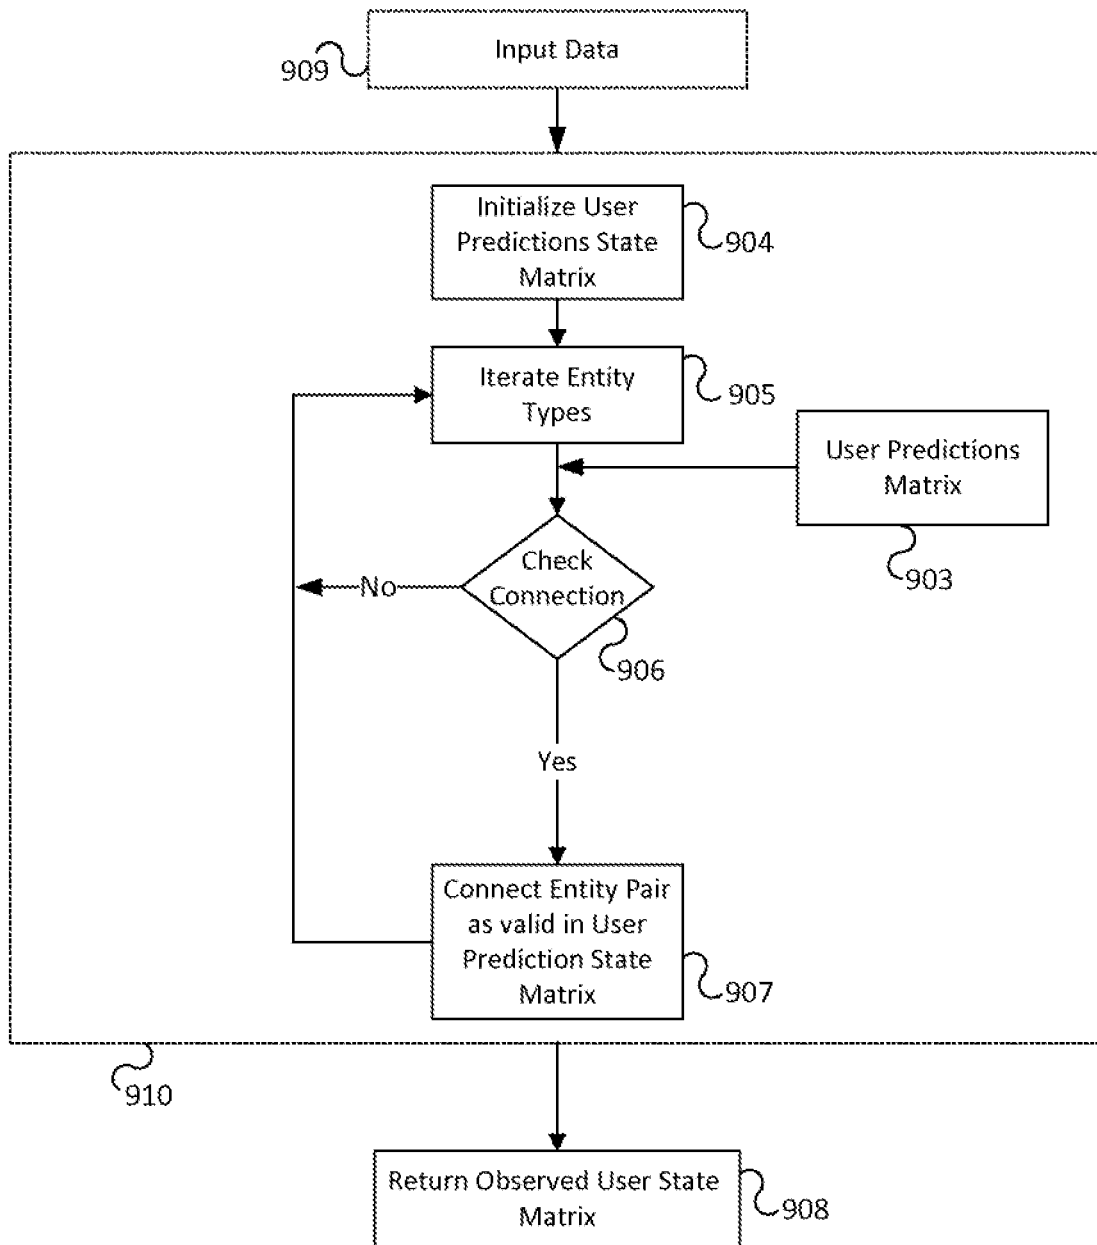 Input Data
909
Initialize User
Predictions State
Matrix
904
Iterate Entity
Types
905
User Predictions
Matrix
903
Check
Connection
No
906
Yes
Connect Entity Pair
as valid in User
Prediction State
Matrix
907
910
Return Observed User State
Matrix
908